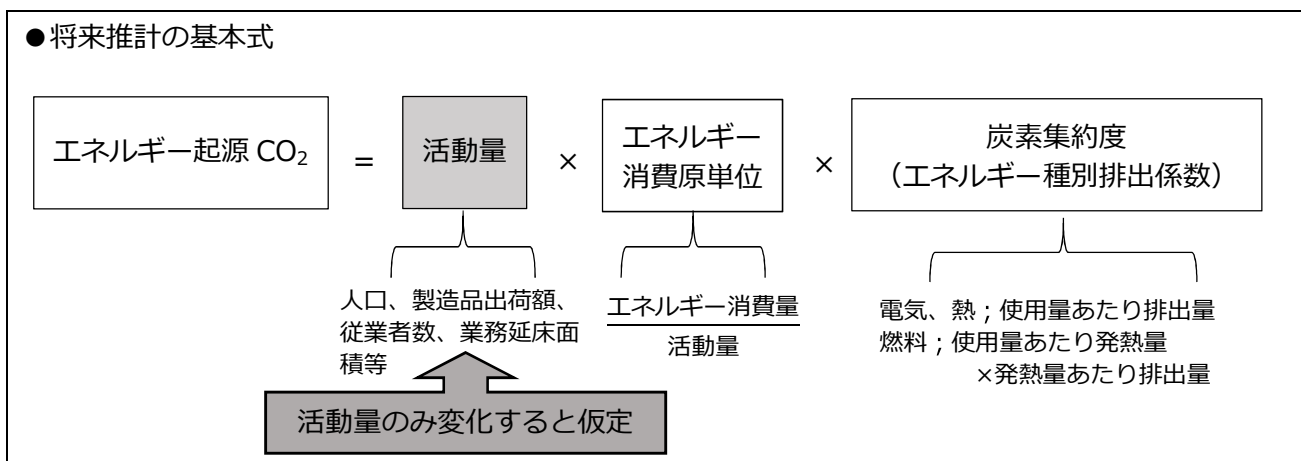 ●将来推計の基本式
エネルギー起源 CO₂
=
活動量
×
エネルギー
消費原単位
×
炭素集約度
（エネルギー種別排出係数）
人口、製造品出荷額、
従業者数、業務延床面
積等
エネルギー消費量
活動量
電気、熱；使用量あたり排出量
燃料；使用量あたり発熱量
×発熱量あたり排出量
活動量のみ変化すると仮定